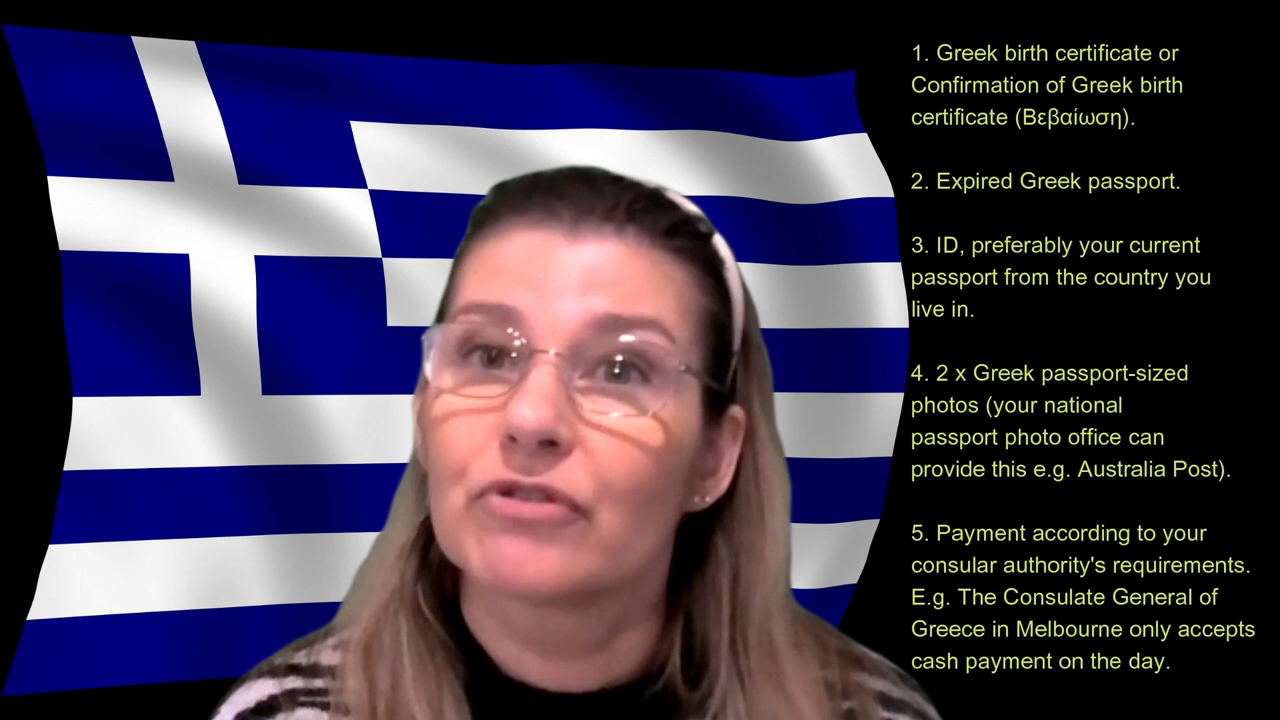 1. Greek birth certificate or
Confirmation of Greek birth
certificate (Βεβαίωση).
2. Expired Greek passport.
3. ID, preferably your current
passport from the country you
live in.
4. 2 x Greek passport-sized
photos (your national
passport photo office can
provide this e.g. Australia Post).
5. Payment according to your
consular authority's requirements.
E.g. The Consulate General of
Greece in Melbourne only accepts
cash payment on the day.